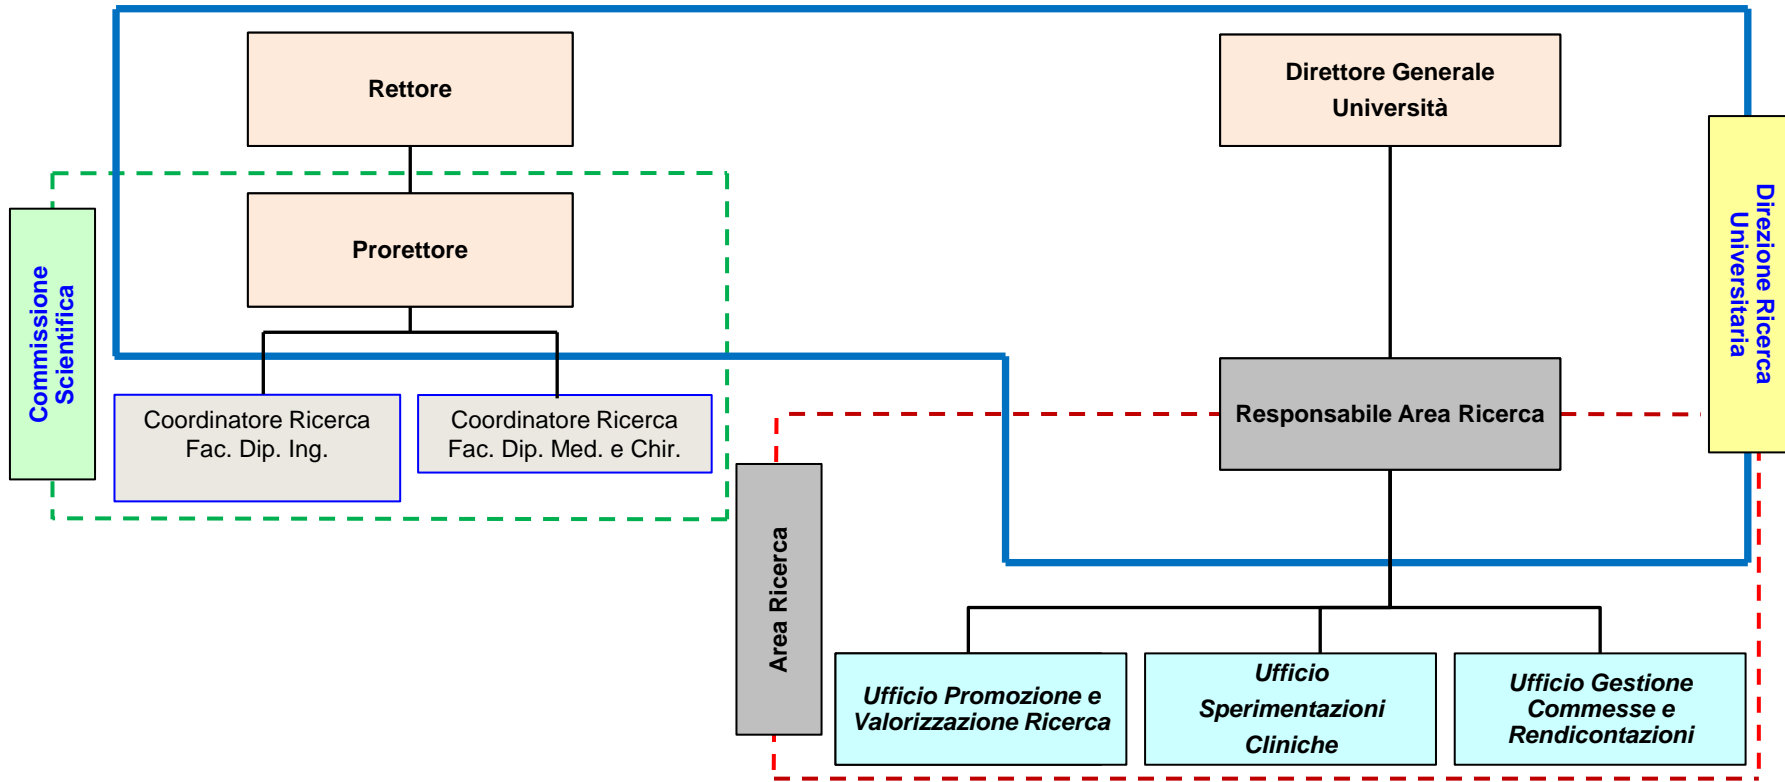 Rettore
Direttore Generale
Università
Prorettore
Commissione
Scientifica
Direzione Ricerca
Universitaria
Coordinatore Ricerca
Fac. Dip. Ing.
Coordinatore Ricerca
Fac. Dip. Med. e Chir.
Responsabile Area Ricerca
Area Ricerca
Ufficio Promozione e
Valorizzazione Ricerca
Ufficio
Sperimentazioni
Cliniche
Ufficio Gestione
Commesse e
Rendicontazioni